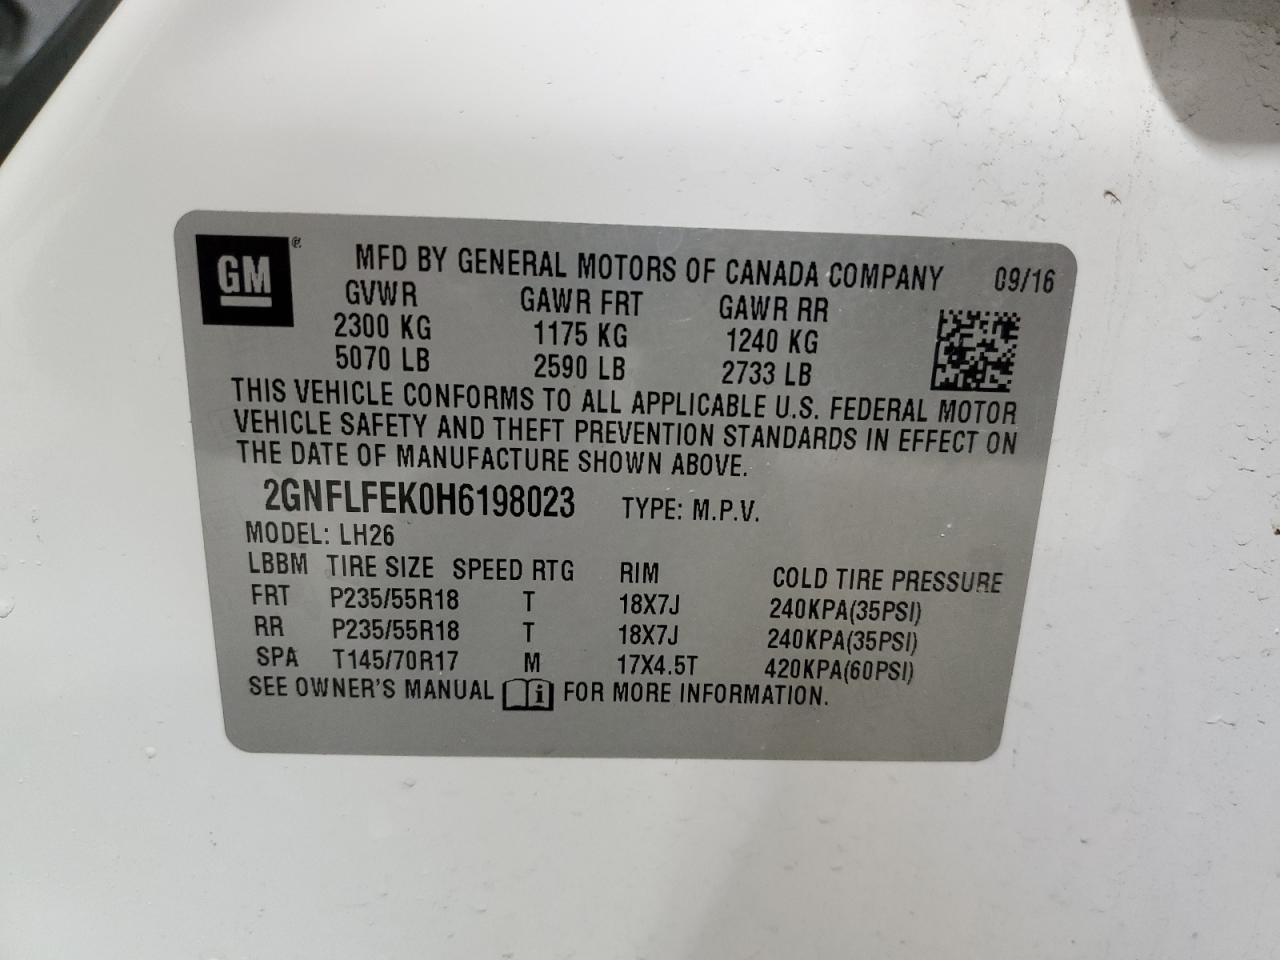 GM ® MFD BY GENERAL MOTORS OF CANADA COMPANY 09/16
GVWR GAWR FRT GAWR RR
2300 KG 1175 KG 1240 KG
5070 LB 2590 LB 2733 LB
THIS VEHICLE CONFORMS TO ALL APPLICABLE U.S. FEDERAL MOTOR
VEHICLE SAFETY AND THEFT PREVENTION STANDARDS IN EFFECT ON
THE DATE OF MANUFACTURE SHOWN ABOVE.
2GNFLFEK0H6198023 TYPE: M.P.V.
MODEL: LH26
LBBM TIRE SIZE SPEED RTG RIM COLD TIRE PRESSURE
FRT P235/55R18 T 18X7J 240KPA(35PSI)
RR P235/55R18 T 18X7J 240KPA(35PSI)
SPA T145/70R17 M 17X4.5T 420KPA(60PSI)
SEE OWNER'S MANUAL i FOR MORE INFORMATION.